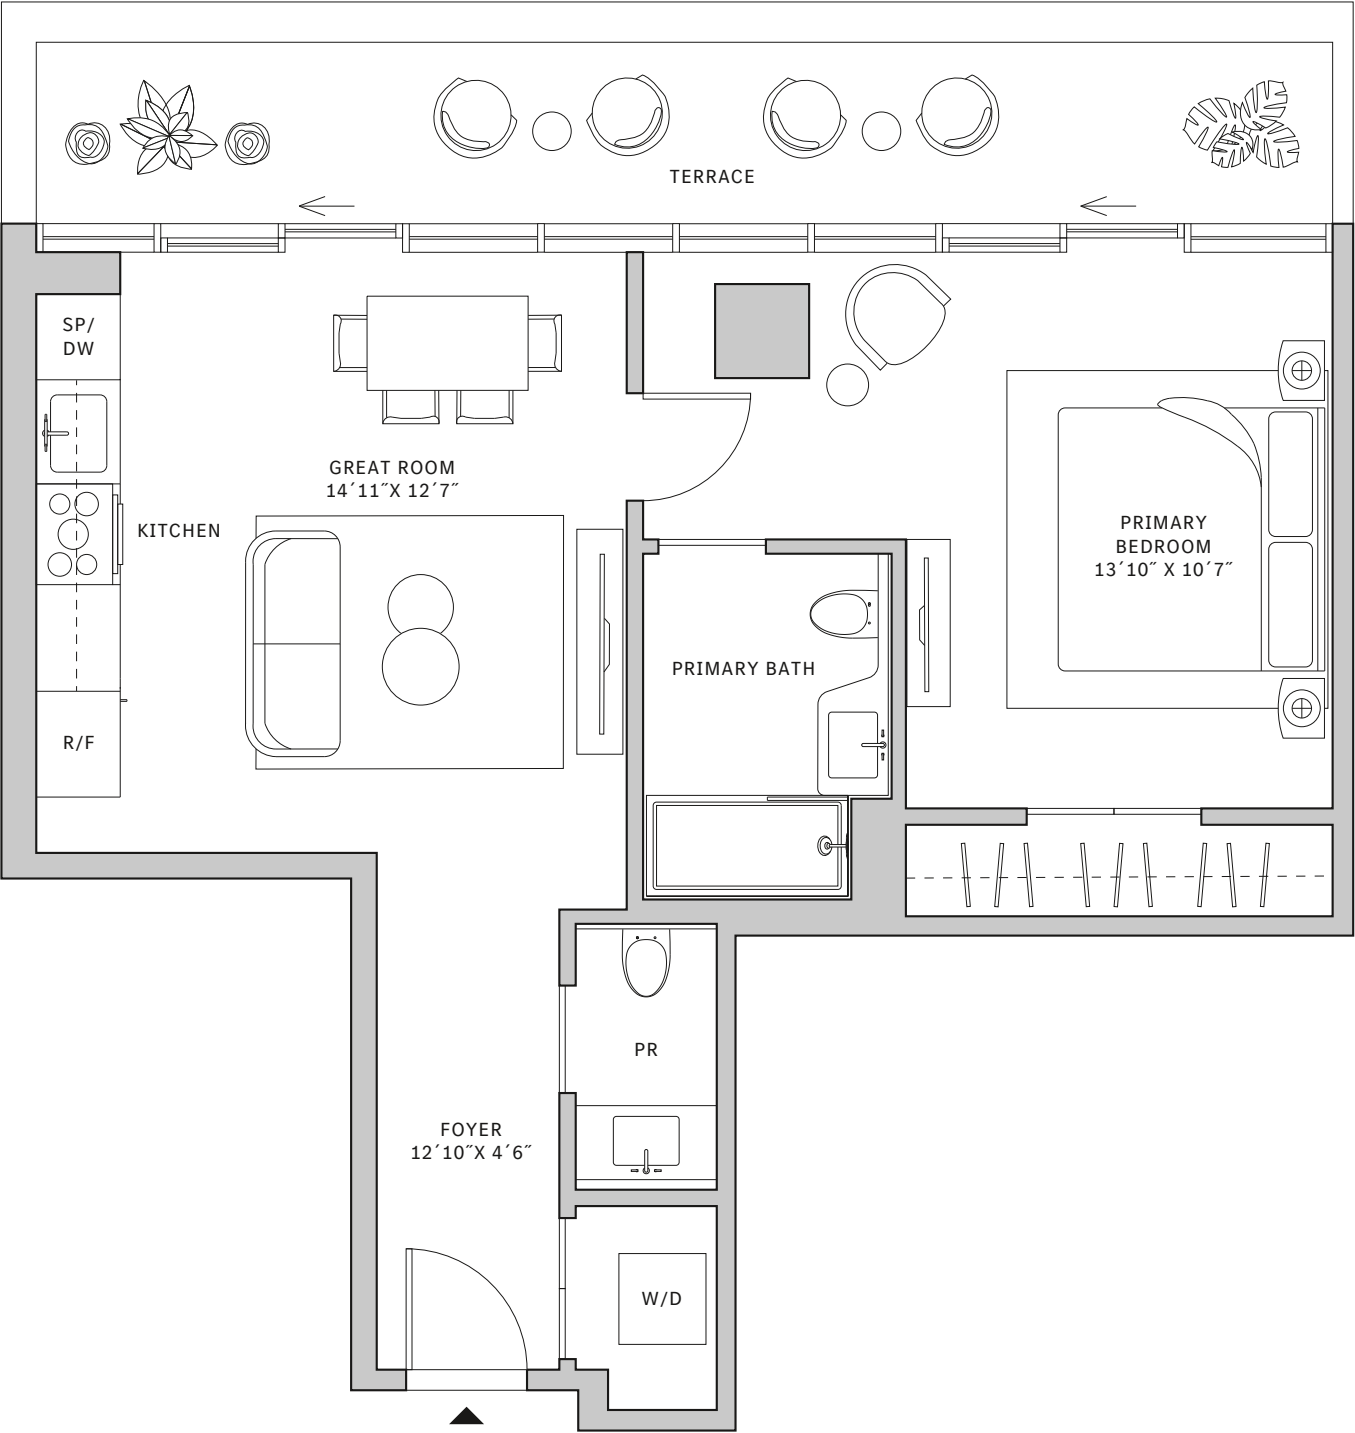 TERRACE
SP/
DW
GREAT ROOM
14´11˝X 12´7˝
KITCHEN
PRIMARY
BEDROOM
13´10˝ X 10´7˝
PRIMARY BATH
R/F
PR
FOYER
12´10˝X 4´6˝
W/D